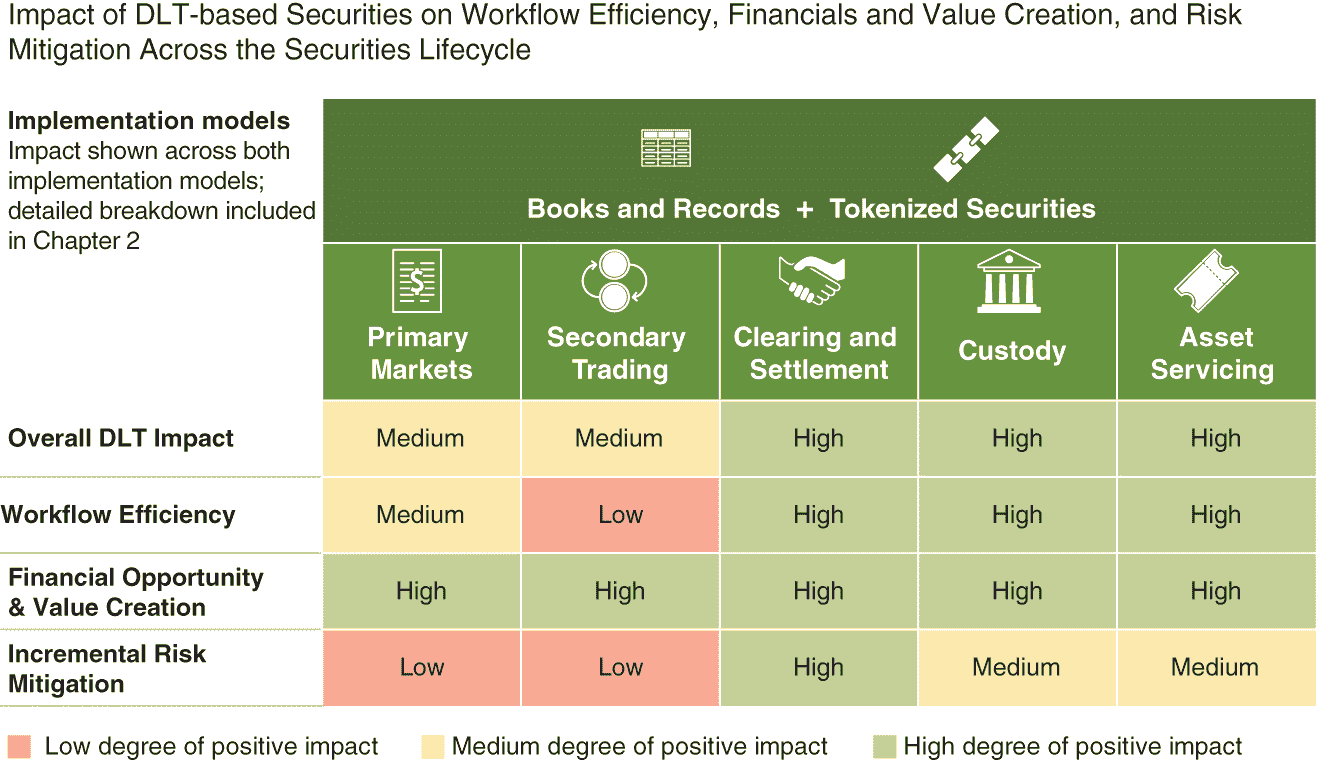 Impact of DLT-based Securities on Workflow Efficiency, Financials and Value Creation, and Risk
Mitigation Across the Securities Lifecycle
Implementation models
Impact shown across both
implementation models;
detailed breakdown included
in Chapter 2
Books and Records + Tokenized Securities
$
Primary
Markets
Secondary
Trading
Clearing and
Settlement
Custody
Asset
Servicing
Overall DLT Impact
Medium
Medium
High
High
High
Workflow Efficiency
Medium
Low
High
High
High
Financial Opportunity
& Value Creation
High
High
High
High
High
Incremental Risk
Mitigation
Low
Low
High
Medium
Medium
Low degree of positive impact
Medium degree of positive impact
High degree of positive impact